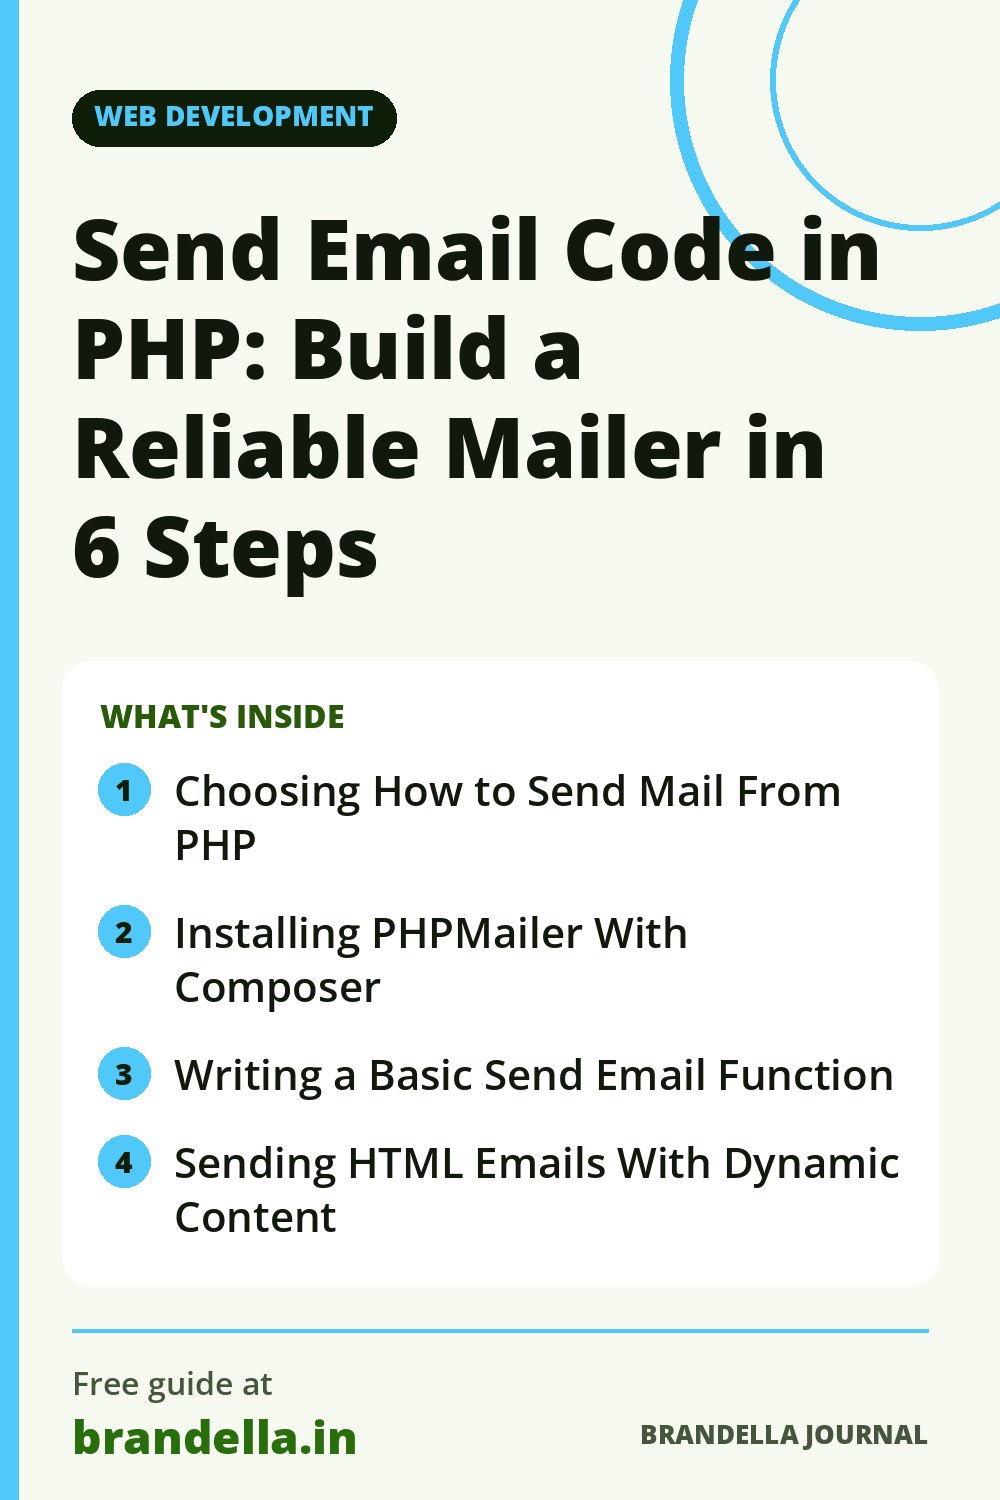 WEB DEVELOPMENT
Send Email Code in
PHP: Build a
Reliable Mailer in
6 Steps
WHAT'S INSIDE
1 Choosing How to Send Mail From
PHP
2 Installing PHPMailer With
Composer
3 Writing a Basic Send Email Function
4 Sending HTML Emails With Dynamic
Content
Free guide at
brandella.in
BRANDELLA JOURNAL